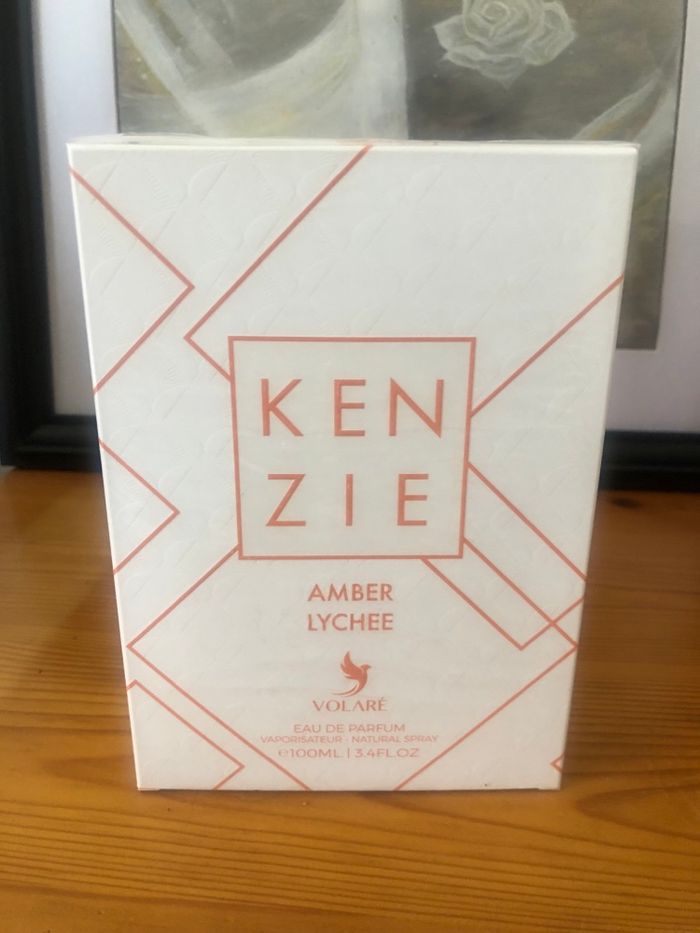 KEN
ZIE
AMBER
LYCHEE
VOLARÉ
EAU DE PARFUM
VAPORISATEUR - NATURAL SPRAY
℮100ML | 3.4FL.OZ